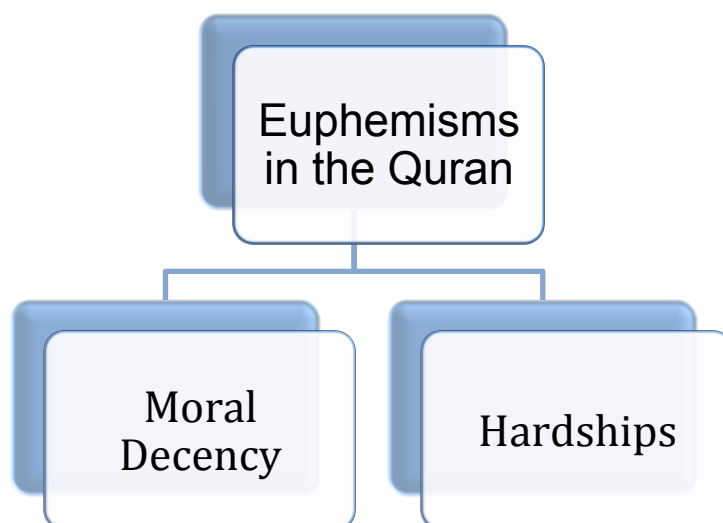 Euphemisms
in the Quran
Moral
Decency
Hardships